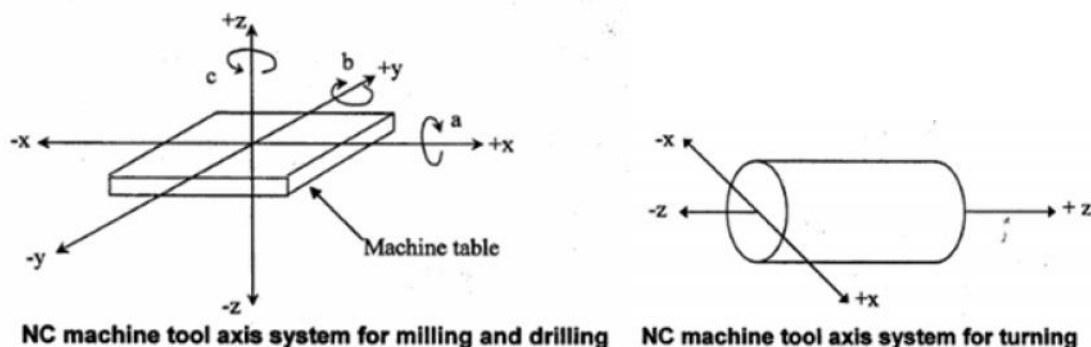 +z
c
b
+y
a
-x
+x
-y
Machine table
-z
NC machine tool axis system for milling and drilling
-x
-z
+ z
+x
NC machine tool axis system for turning